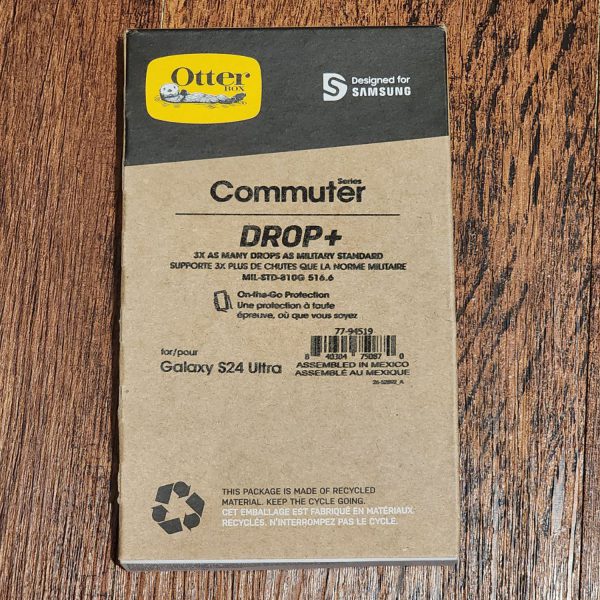 Otter
BOX
Designed for
SAMSUNG
Commuter Series
DROP+
3X AS MANY DROPS AS MILITARY STANDARD
SUPPORTE 3X PLUS DE CHUTES QUE LA NORME MILITAIRE
MIL-STD-810G 516.6
On-the-Go Protection
Une protection à toute
épreuve, où que vous soyez
77-94519
for/pour
Galaxy S24 Ultra
8 40304 75087 0
ASSEMBLED IN MEXICO
ASSEMBLÉ AU MEXIQUE
THIS PACKAGE IS MADE OF RECYCLED
MATERIAL. KEEP THE CYCLE GOING.
CET EMBALLAGE EST FABRIQUÉ EN MATÉRIAUX
RECYCLÉS. N'INTERROMPEZ PAS LE CYCLE.